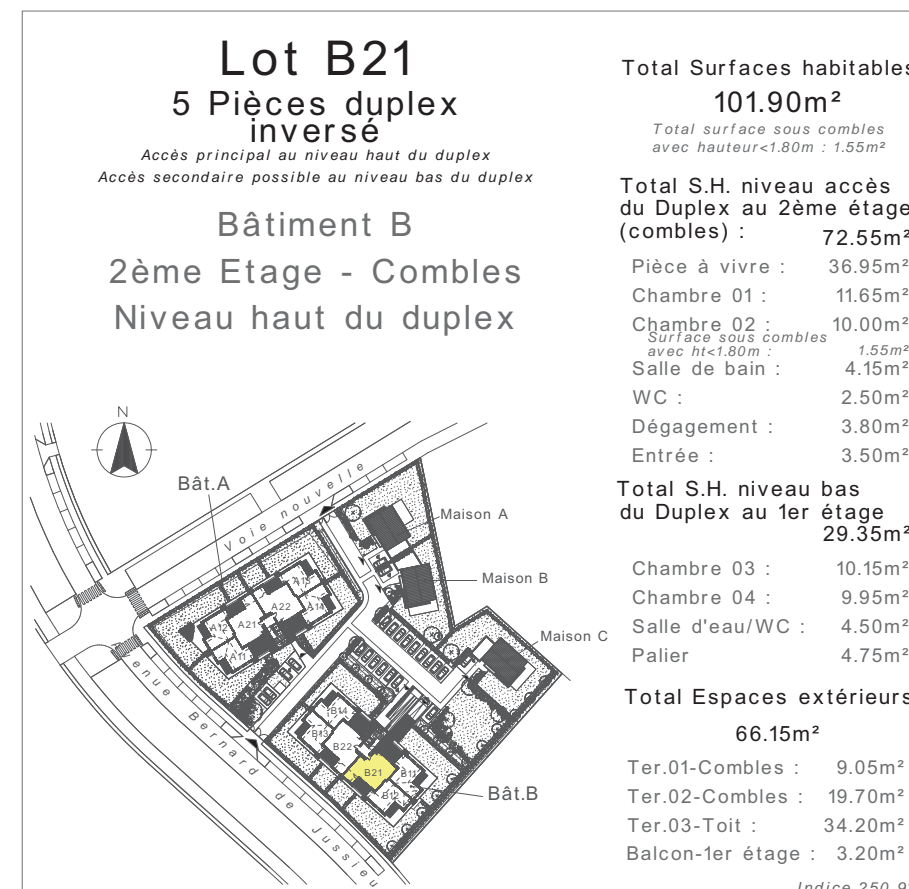 Lot B21
5 Pièces duplex
inversé
Accès principal au niveau haut du duplex
Accès secondaire possible au niveau bas du duplex
Bâtiment B
2ème Etage - Combles
Niveau haut du duplex
Total Surfaces habitables
101.90m²
Total surface sous combles
avec hauteur<1.80m : 1.55m²
Total S.H. niveau accès
du Duplex au 2ème étage
(combles) : 72.55m²
Pièce à vivre : 36.95m²
Chambre 01 : 11.65m²
Chambre 02 : 10.00m²
Surface sous combles
avec ht<1.80m : 1.55m²
Salle de bain : 4.15m²
WC : 2.50m²
Dégagement : 3.80m²
Entrée : 3.50m²
Total S.H. niveau bas
du Duplex au 1er étage
29.35m²
Chambre 03 : 10.15m²
Chambre 04 : 9.95m²
Salle d'eau/WC : 4.50m²
Palier 4.75m²
Total Espaces extérieurs
66.15m²
Ter.01-Combles : 9.05m²
Ter.02-Combles : 19.70m²
Ter.03-Toit : 34.20m²
Balcon-1er étage : 3.20m²
N
Bât.A
Voie nouvelle
Maison A
Maison B
Maison C
A13
A14
A22
A12
A21
A11
B14
B13
B22
B21
B11
B12
Bât.B
enue Bernard de Jussieu